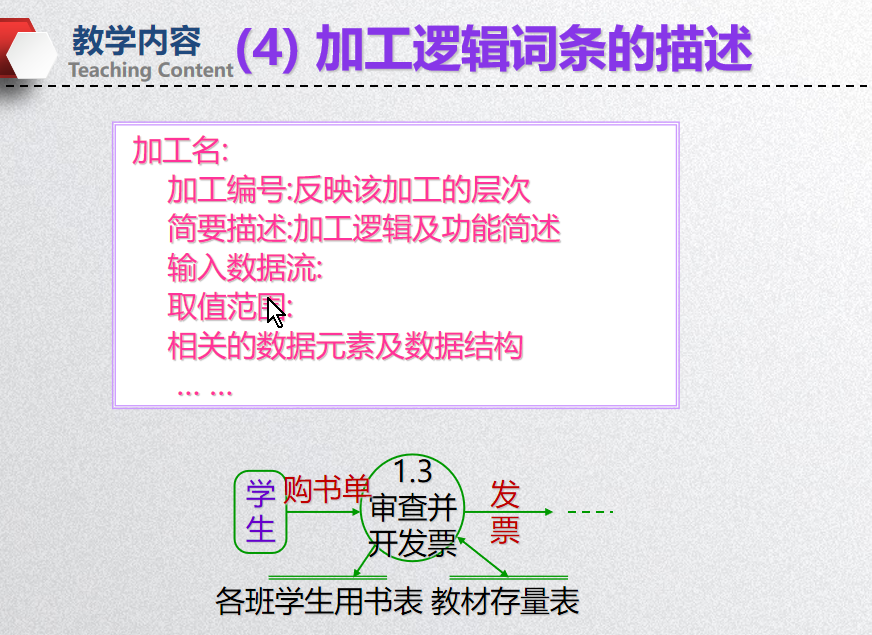 教学内容
Teaching Content
(4) 加工逻辑词条的描述
加工名:
加工编号:反映该加工的层次
简要描述:加工逻辑及功能简述
输入数据流:
取值范围:
相关的数据元素及数据结构
... ...
学生
购书单
1.3
审查并
开发票
发票
各班学生用书表
教材存量表